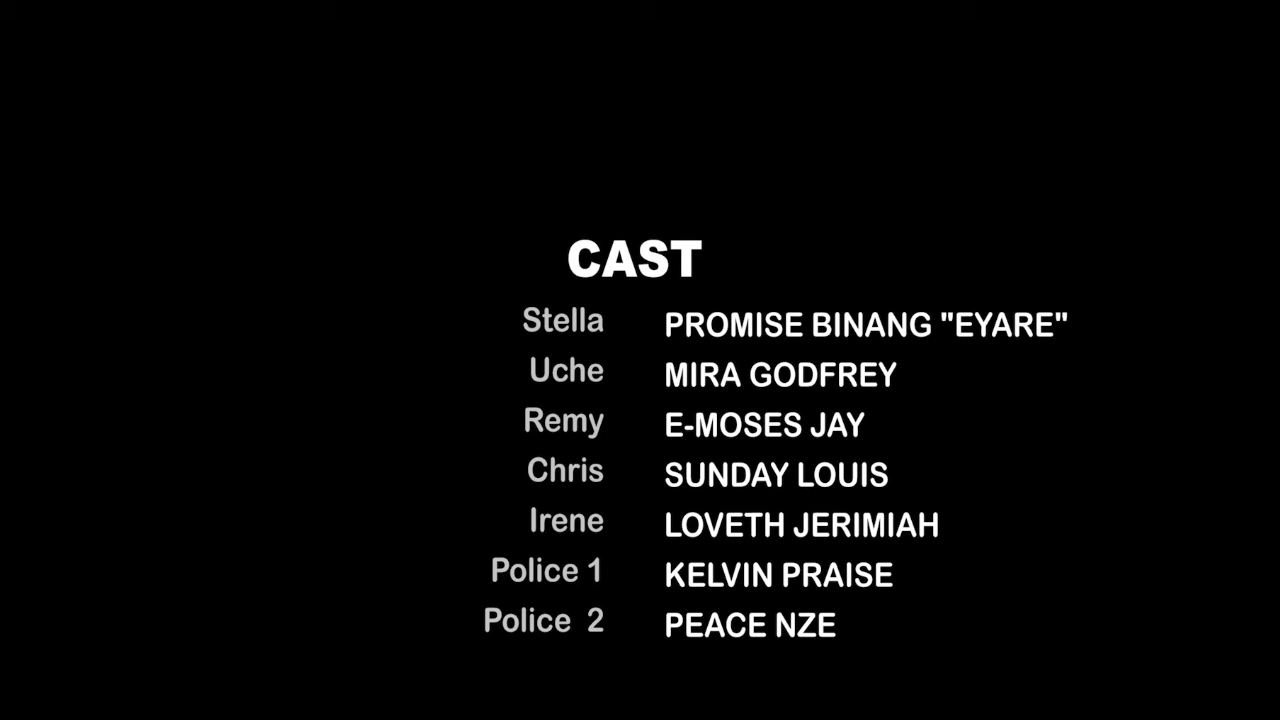 CAST
Stella PROMISE BINANG "EYARE"
Uche MIRA GODFREY
Remy E-MOSES JAY
Chris SUNDAY LOUIS
Irene LOVETH JERIMIAH
Police 1 KELVIN PRAISE
Police 2 PEACE NZE